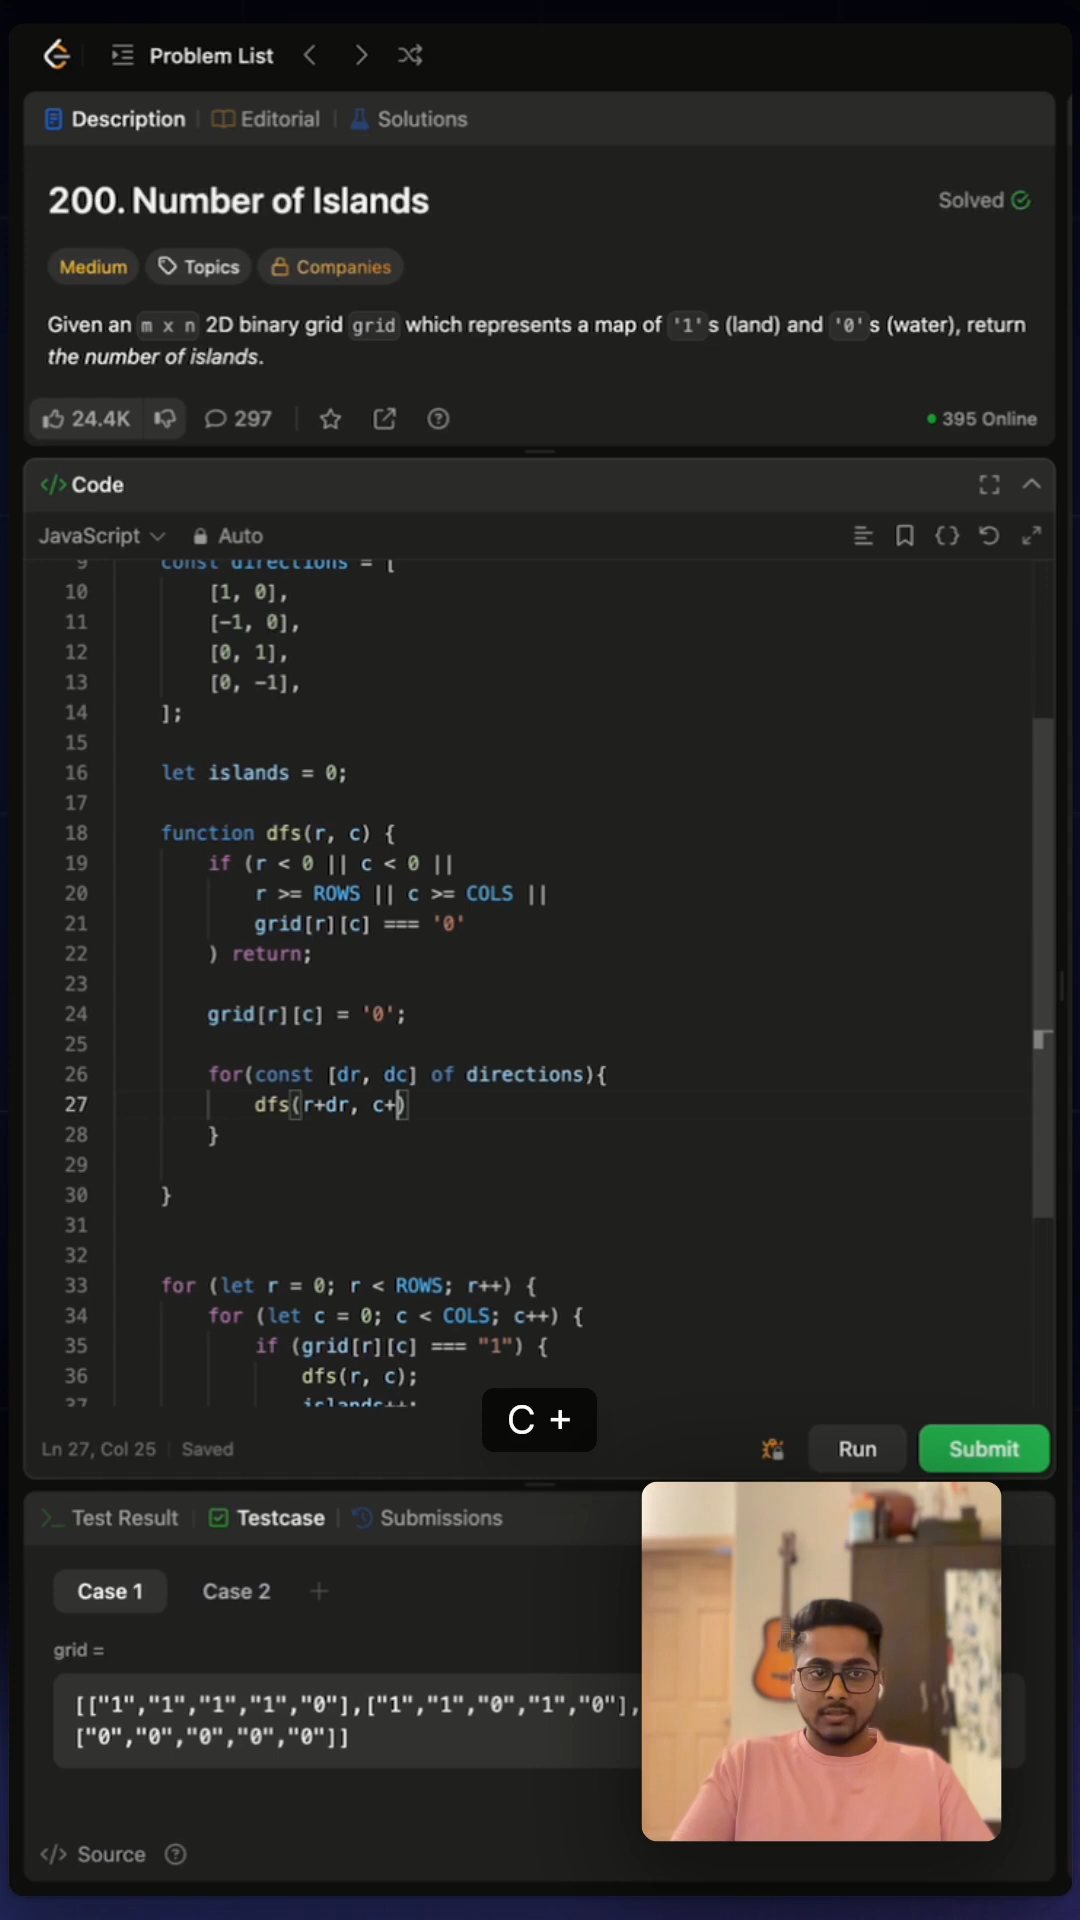 Problem List
Description
Editorial
Solutions
200. Number of Islands
Solved
Medium
Topics
Companies
Given an m x n 2D binary grid grid which represents a map of '1's (land) and '0's (water), return
the number of islands.
24.4K
297
395 Online
</> Code
JavaScript
Auto
9 const directions = [
10 [1, 0],
11 [-1, 0],
12 [0, 1],
13 [0, -1],
14 ];
15
16 let islands = 0;
17
18 function dfs(r, c) {
19 if (r < 0 || c < 0 ||
20 r >= ROWS || c >= COLS ||
21 grid[r][c] === '0'
22 ) return;
23
24 grid[r][c] = '0';
25
26 for(const [dr, dc] of directions){
27 dfs(r+dr, c+)
28 }
29
30 }
31
32
33 for (let r = 0; r < ROWS; r++) {
34 for (let c = 0; c < COLS; c++) {
35 if (grid[r][c] === "1") {
36 dfs(r, c);
37 islands++;
C +
Ln 27, Col 25
Saved
Run
Submit
>_ Test Result
Testcase
Submissions
Case 1
Case 2
+
grid =
[["1","1","1","1","0"],["1","1","0","1","0"],
["0","0","0","0","0"]]
</> Source